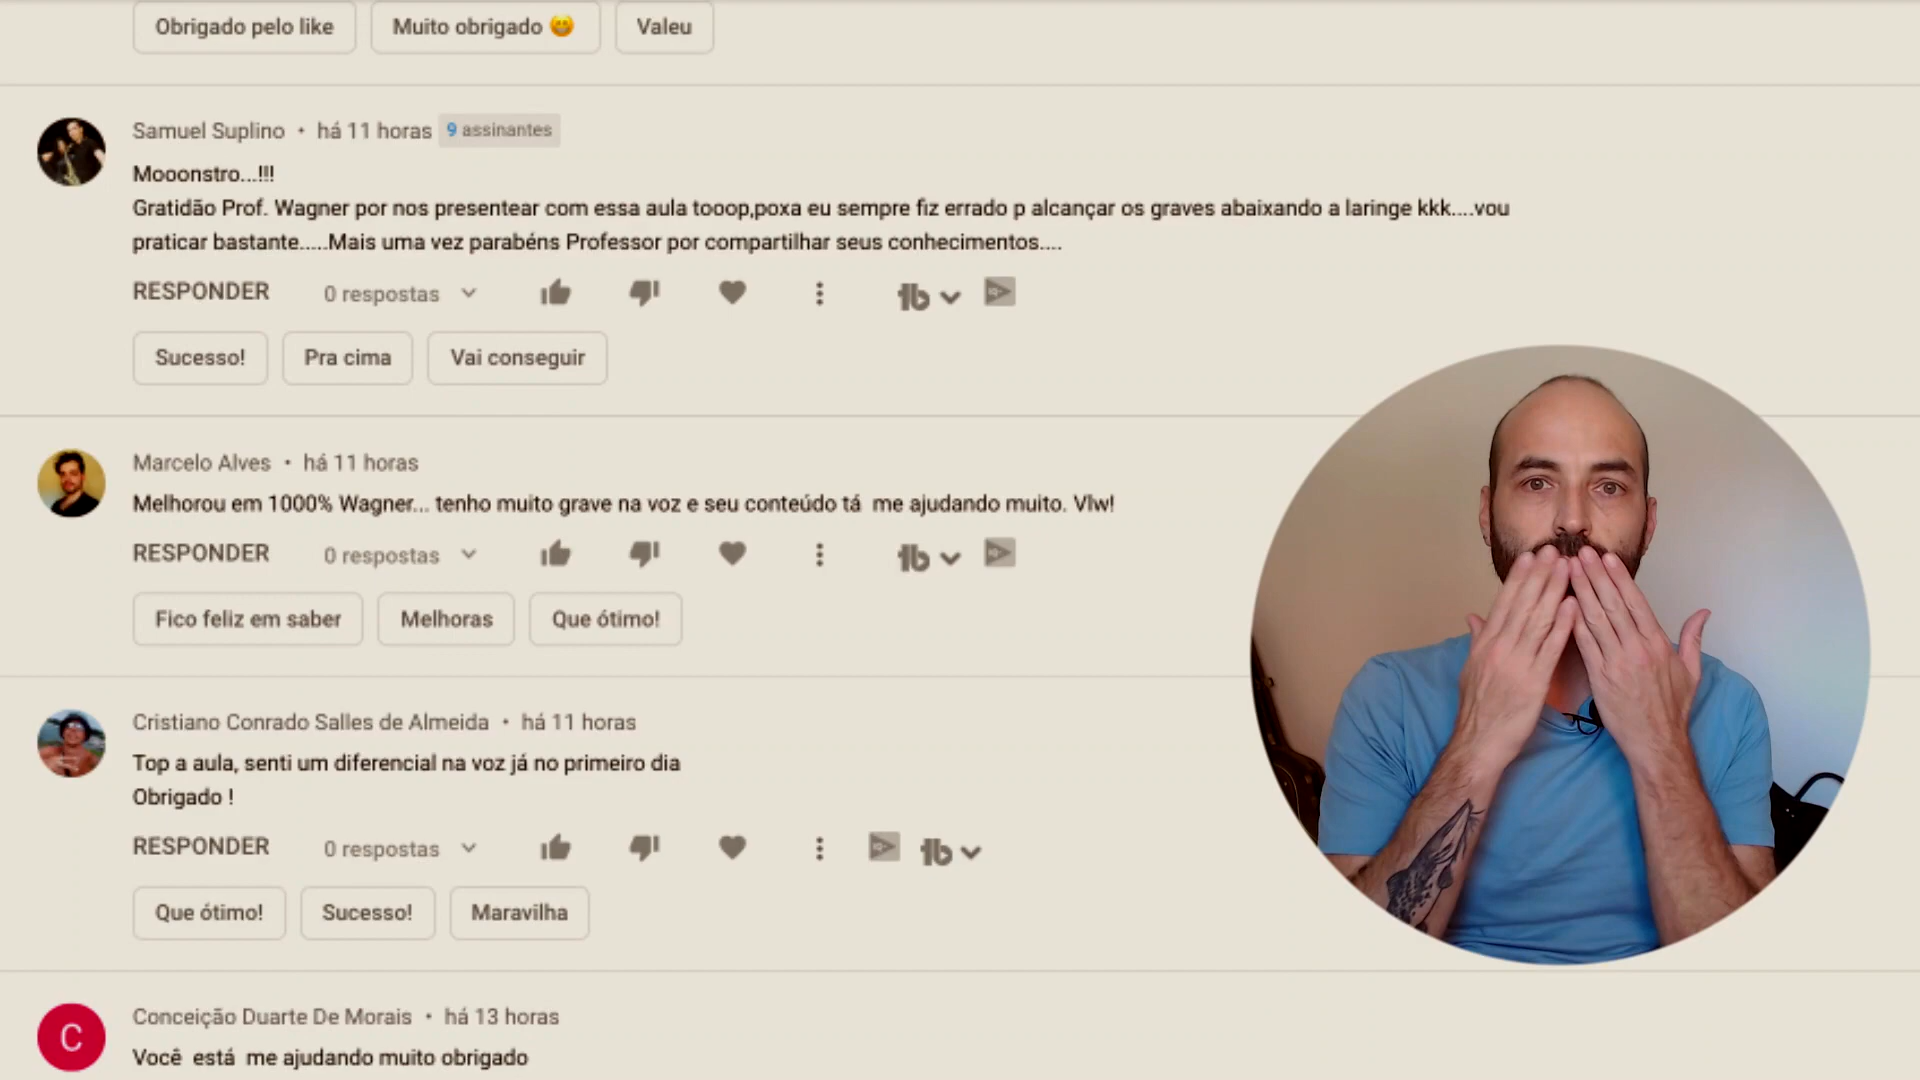 Obrigado pelo like Muito obrigado 😁 Valeu
Samuel Suplino • há 11 horas 9 assinantes
Mooonstro...!!!
Gratidão Prof. Wagner por nos presentear com essa aula tooop,poxa eu sempre fiz errado p alcançar os graves abaixando a laringe kkk....vou
praticar bastante.....Mais uma vez parabéns Professor por compartilhar seus conhecimentos....
RESPONDER 0 respostas tb
Sucesso! Pra cima Vai conseguir
Marcelo Alves • há 11 horas
Melhorou em 1000% Wagner... tenho muito grave na voz e seu conteúdo tá me ajudando muito. Vlw!
RESPONDER 0 respostas tb
Fico feliz em saber Melhoras Que ótimo!
Cristiano Conrado Salles de Almeida • há 11 horas
Top a aula, senti um diferencial na voz já no primeiro dia
Obrigado !
RESPONDER 0 respostas tb
Que ótimo! Sucesso! Maravilha
C
Conceição Duarte De Morais • há 13 horas
Você está me ajudando muito obrigado